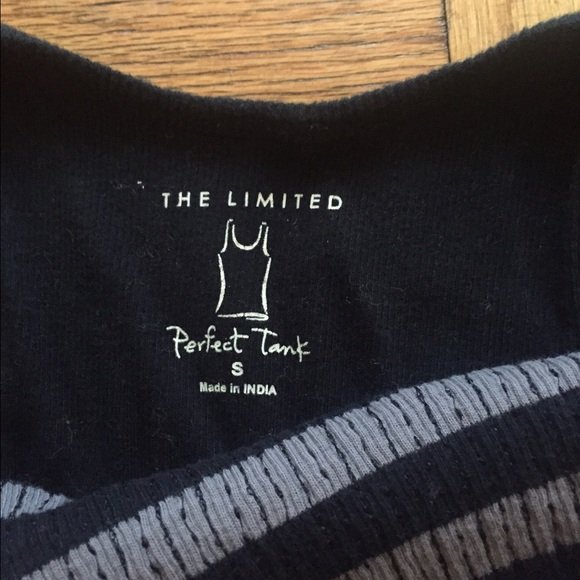 THE LIMITED
Perfect Tank
S
Made in INDIA